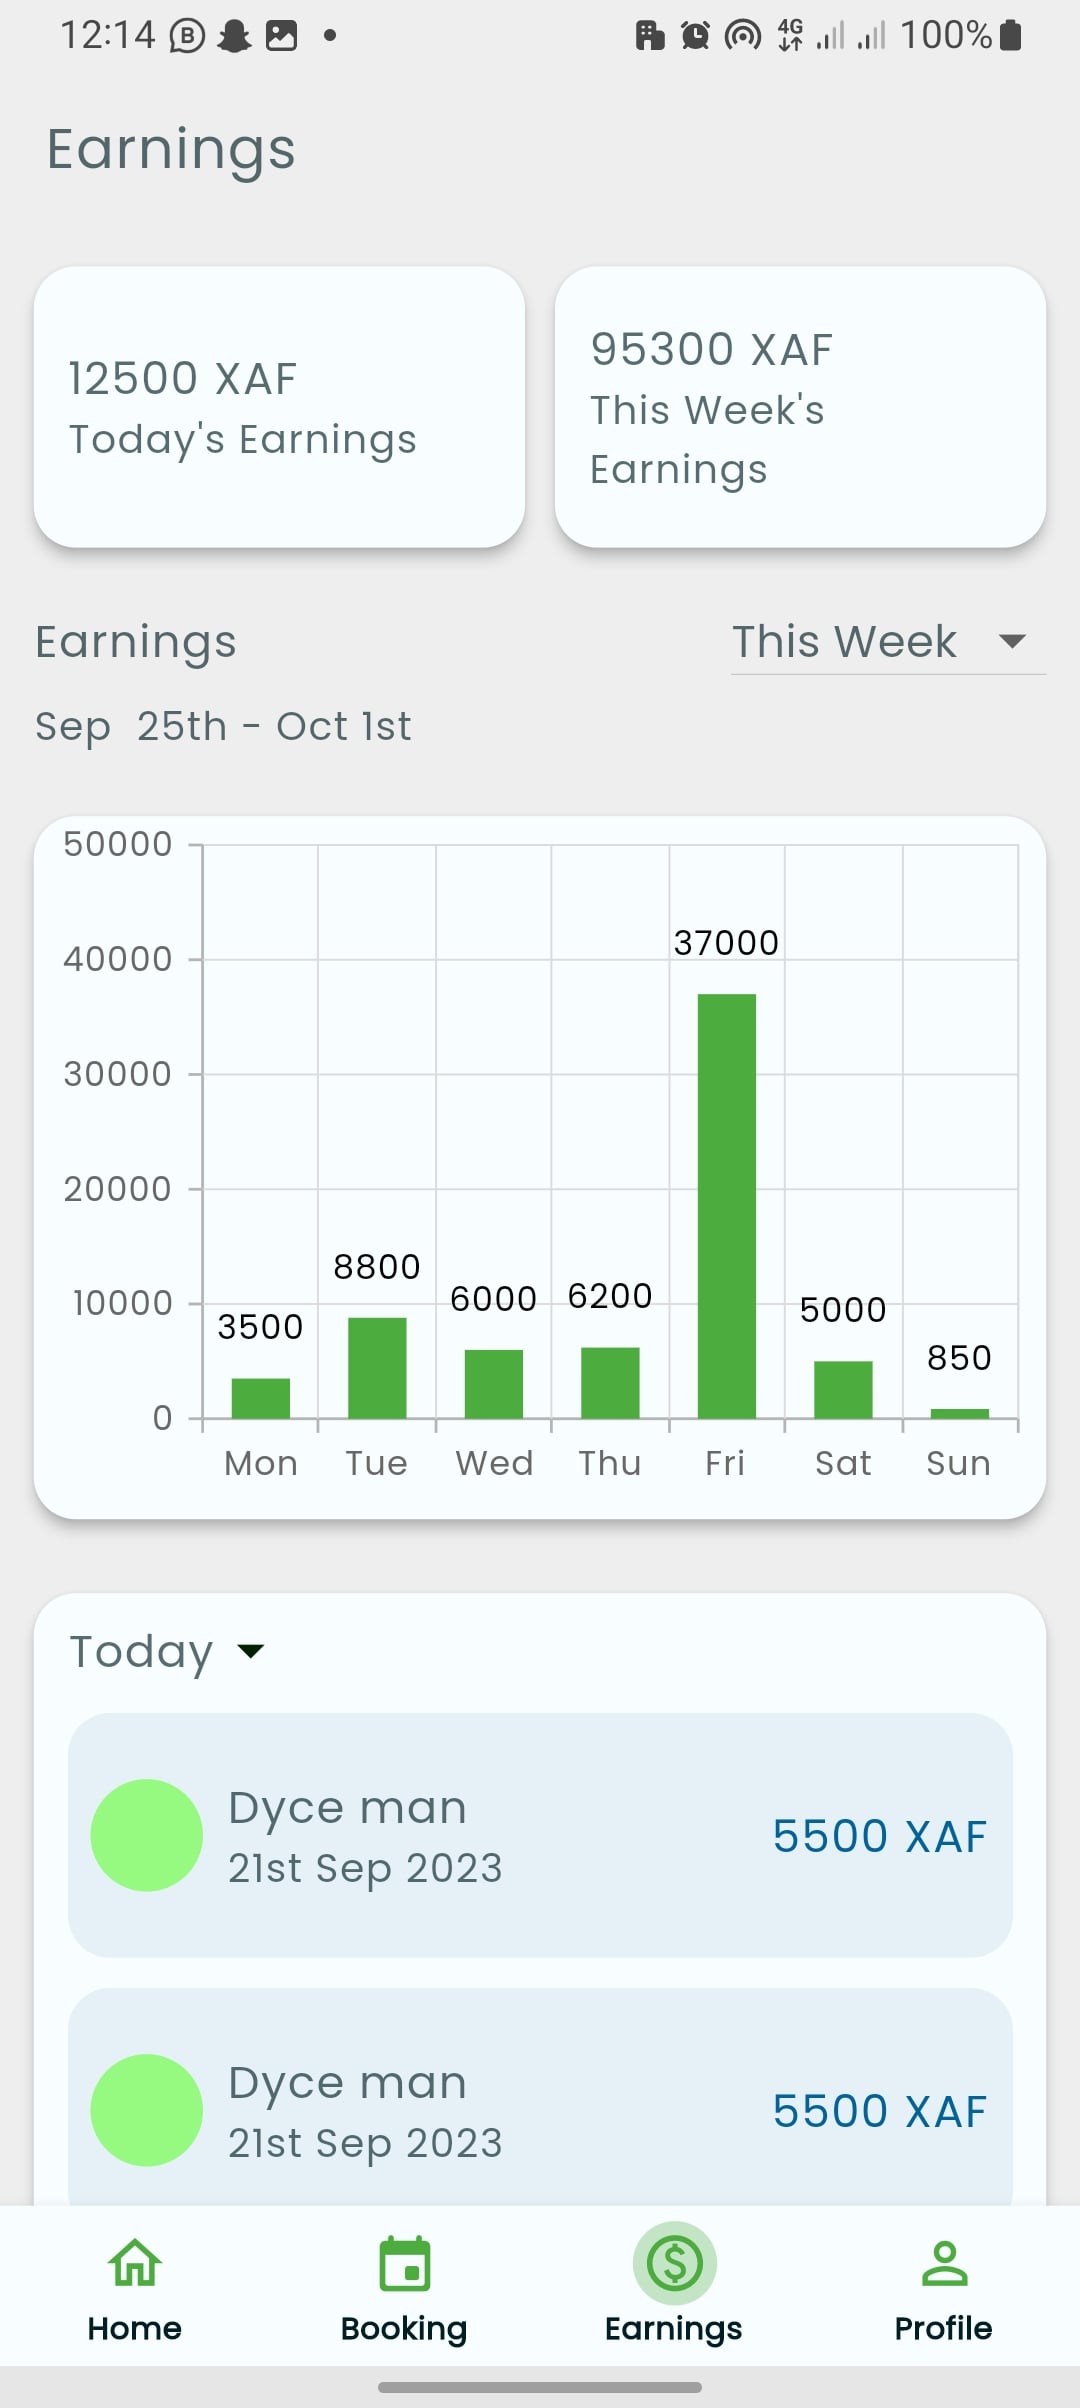 12:14 B 4G 100%
Earnings
12500 XAF
Today's Earnings
95300 XAF
This Week's
Earnings
Earnings
This Week
Sep  25th - Oct 1st
50000
40000
30000
20000
10000
0
3500
8800
6000
6200
37000
5000
850
Mon Tue Wed Thu Fri Sat Sun
Today
Dyce man
21st Sep 2023
5500 XAF
Dyce man
21st Sep 2023
5500 XAF
Home Booking Earnings Profile